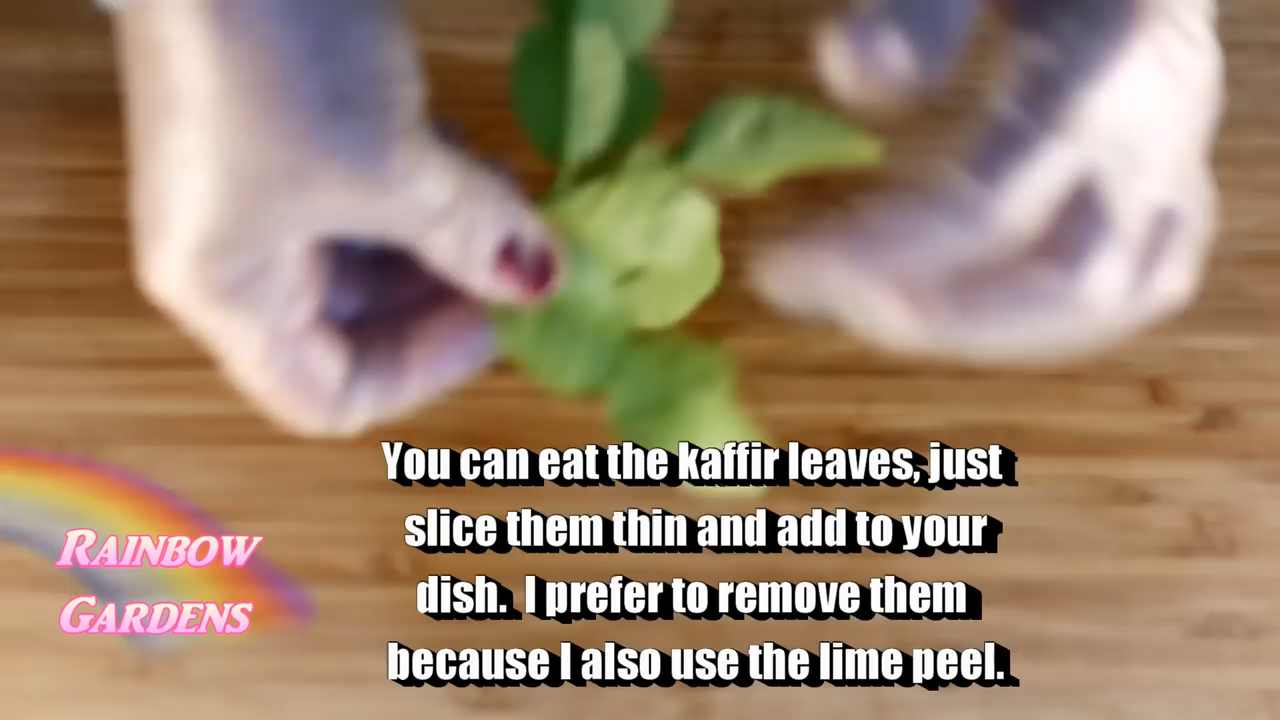 You can eat the kaffir leaves, just
slice them thin and add to your
dish.  I prefer to remove them
because I also use the lime peel.
Rainbow
Gardens